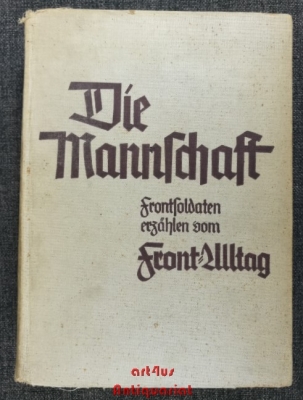 Die
Mannschaft
Frontsoldaten
erzählen vom
Front-Alltag
art4us
Antiquariat